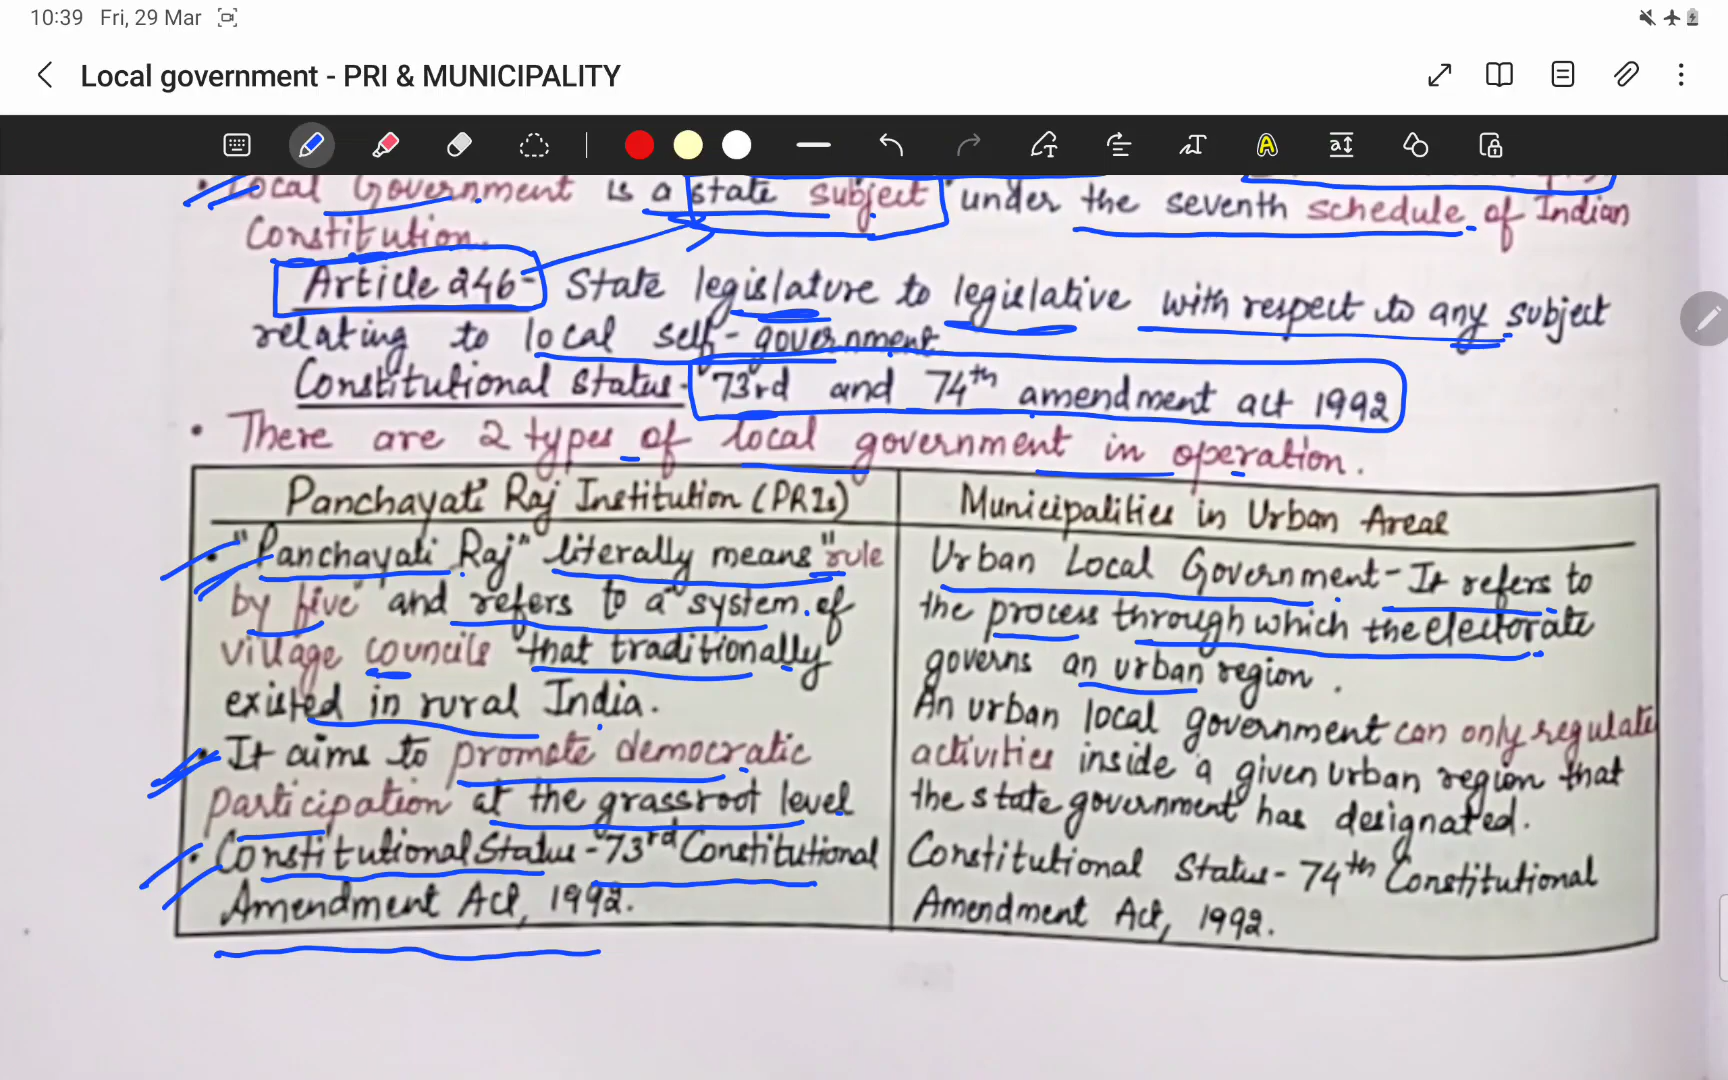 10:39 Fri, 29 Mar
Local government - PRI & MUNICIPALITY
• Local Government is a state subject under the seventh schedule of Indian
Constitution.
Article 246- State legislature to legislative with respect to any subject
relating to local self-government
Constitutional Status- 73rd and 74th amendment act 1992
• There are 2 types of local government in operation.
Panchayati Raj Institution (PRIs)
• "Panchayati Raj" literally means "rule
by five" and refers to a system of
village councils that traditionally
existed in rural India.
• It aims to promote democratic
participation at the grassroot level
• Constitutional Status-73rd Constitutional
Amendment Act, 1992.
Municipalities in Urban Areas
Urban Local Government-It refers to
the process through which the electorate
governs an urban region.
An urban local government can only regulate
activities inside a given urban region that
the state government has designated.
Constitutional Status- 74th Constitutional
Amendment Act, 1992.